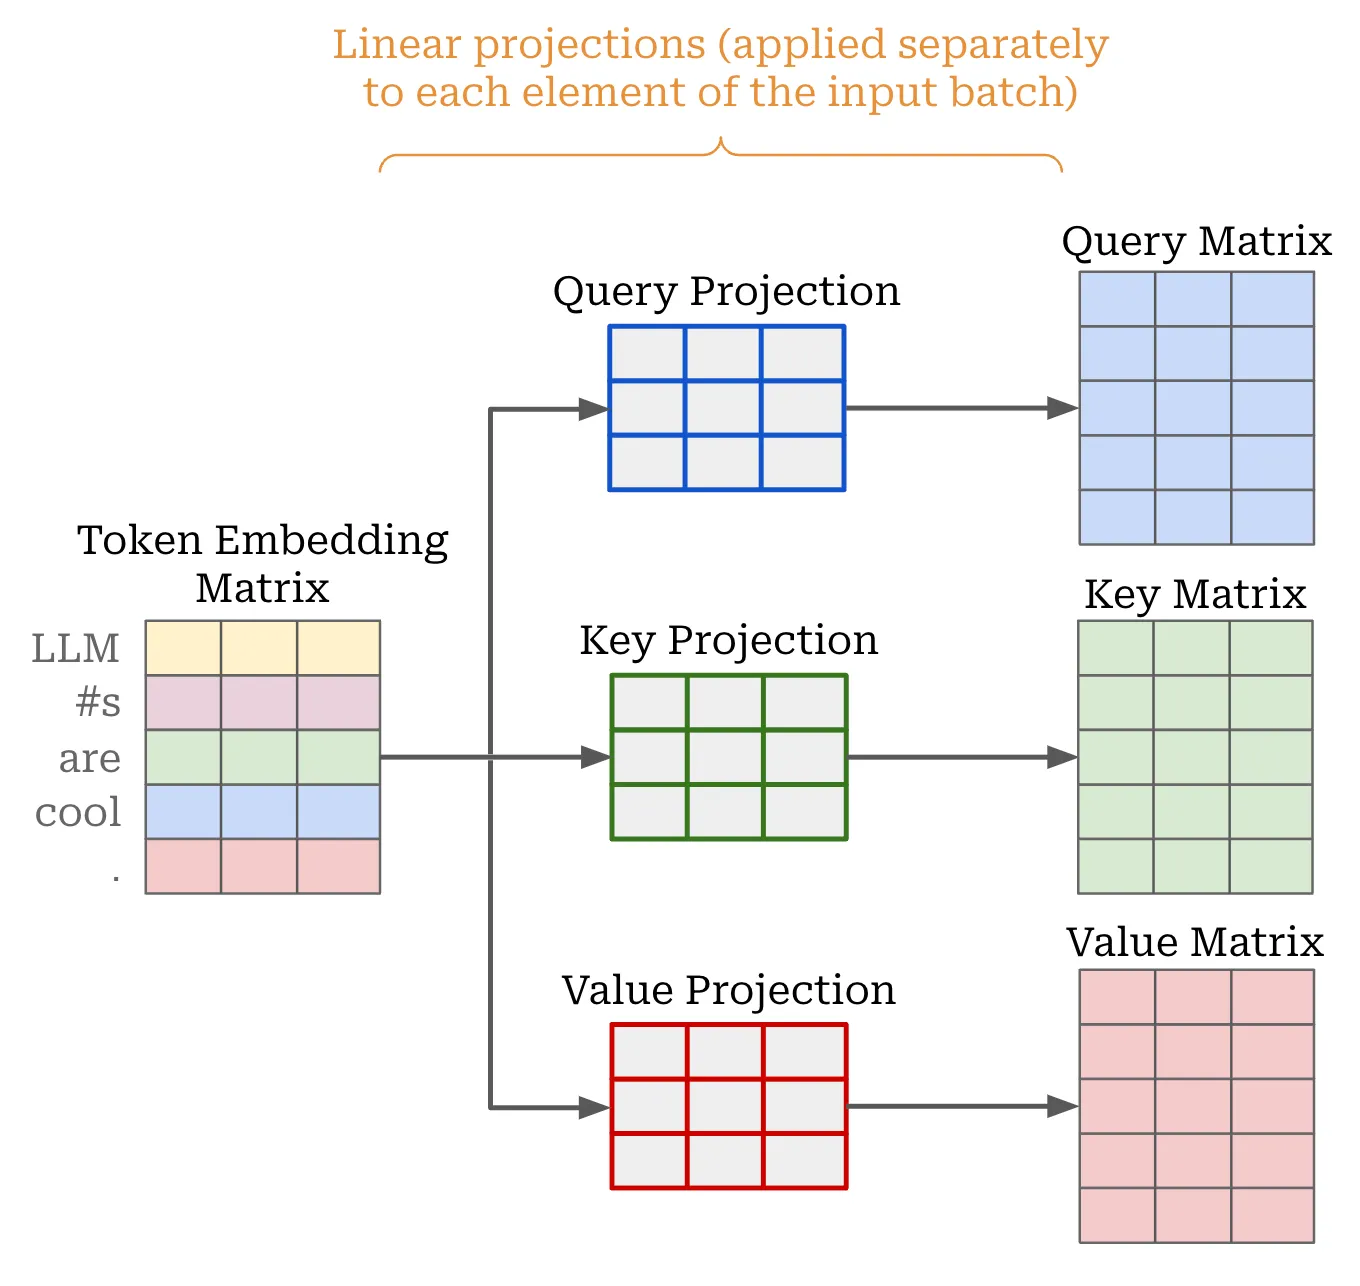 Linear projections (applied separately
to each element of the input batch)
Query Matrix
Query Projection
Token Embedding
Matrix
LLM
#s
are
cool
.
Key Matrix
Key Projection
Value Matrix
Value Projection